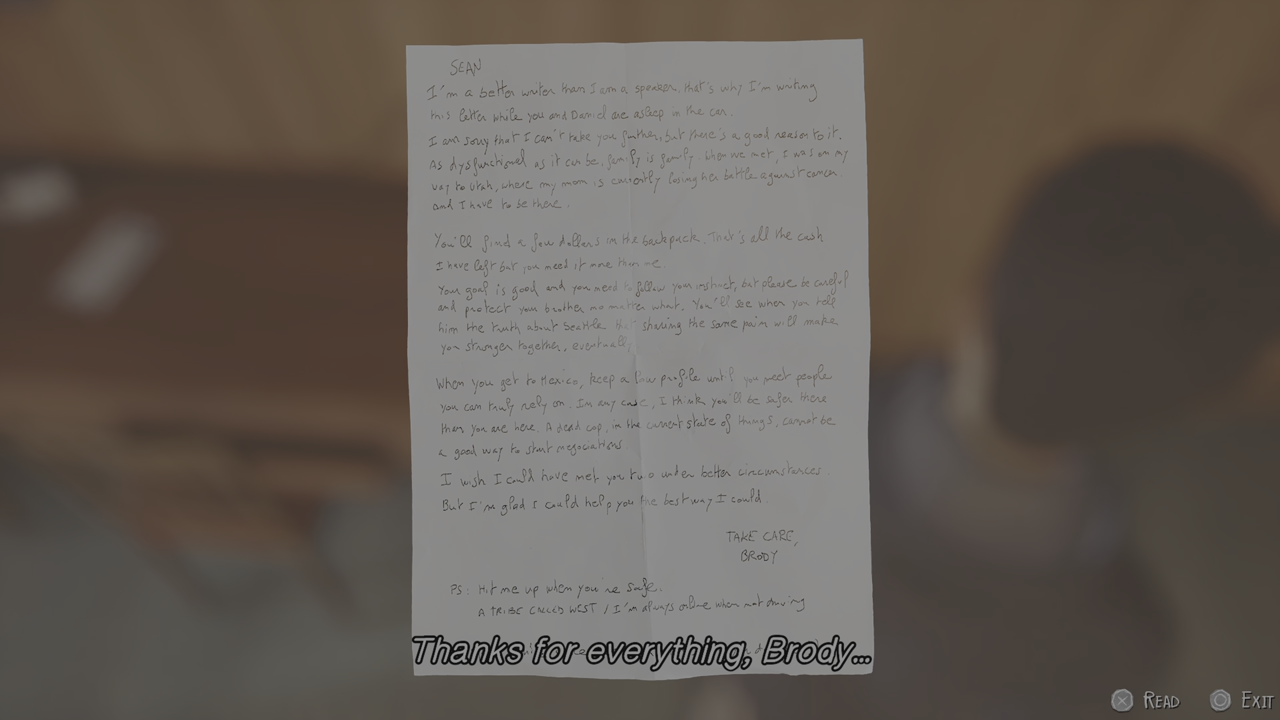 SEAN
I'm a better writer than I am a speaker, that's why I'm writing
this letter while you and Daniel are asleep in the car.
I am sorry that I can't take you further, but there's a good reason to it.
As dysfunctional as it can be, family is family. When we met, I was on my
way to Utah, where my mom is currently losing her battle against cancer
and I have to be there.
You'll find a few dollars in the backpack. That's all the cash
I have left but you need it more than me.
Your goal is good and you need to follow your instinct, but please be careful
and protect your brother no matter what. You'll see when you tell
him the truth about Seattle. But sharing the same pain will make
you stronger together, eventually
When you get to Mexico, keep a low profile until you meet people
you can truly rely on. In any case, I think you'll be safer there
than you are here. A dead cop, in the current state of things, cannot be
a good way to start negociations
I wish I could have met you two under better circumstances.
But I'm glad I could help you the best way I could.
TAKE CARE,
BRODY
PS: Hit me up when you're safe.
A TRIBE CALLED WEST / I'm always online when not driving
Thanks for everything, Brody...
READ
EXIT